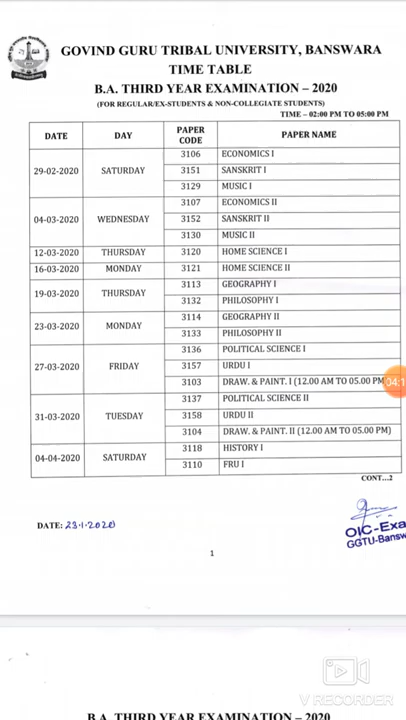 GOVIND GURU TRIBAL UNIVERSITY, BANSWARA
TIME TABLE
B.A. THIRD YEAR EXAMINATION – 2020
(FOR REGULAR/EX-STUDENTS & NON-COLLEGIATE STUDENTS)
TIME – 02:00 PM TO 05:00 PM
DATE DAY PAPER CODE PAPER NAME
29-02-2020 SATURDAY 3106 ECONOMICS I
3151 SANSKRIT I
3129 MUSIC I
04-03-2020 WEDNESDAY 3107 ECONOMICS II
3152 SANSKRIT II
3130 MUSIC II
12-03-2020 THURSDAY 3120 HOME SCIENCE I
16-03-2020 MONDAY 3121 HOME SCIENCE II
19-03-2020 THURSDAY 3113 GEOGRAPHY I
3132 PHILOSOPHY I
23-03-2020 MONDAY 3114 GEOGRAPHY II
3133 PHILOSOPHY II
27-03-2020 FRIDAY 3136 POLITICAL SCIENCE I
3157 URDU I
3103 DRAW. & PAINT. I (12.00 AM TO 05.00 PM
04:1
31-03-2020 TUESDAY 3137 POLITICAL SCIENCE II
3158 URDU II
3104 DRAW. & PAINT. II (12.00 AM TO 05.00 PM)
04-04-2020 SATURDAY 3118 HISTORY I
3110 FRU I
CONT...2
DATE: 23.1.2020
OIC-Exa
GGTU-Bansw
1
V RECORDER
B.A. THIRD YEAR EXAMINATION – 2020